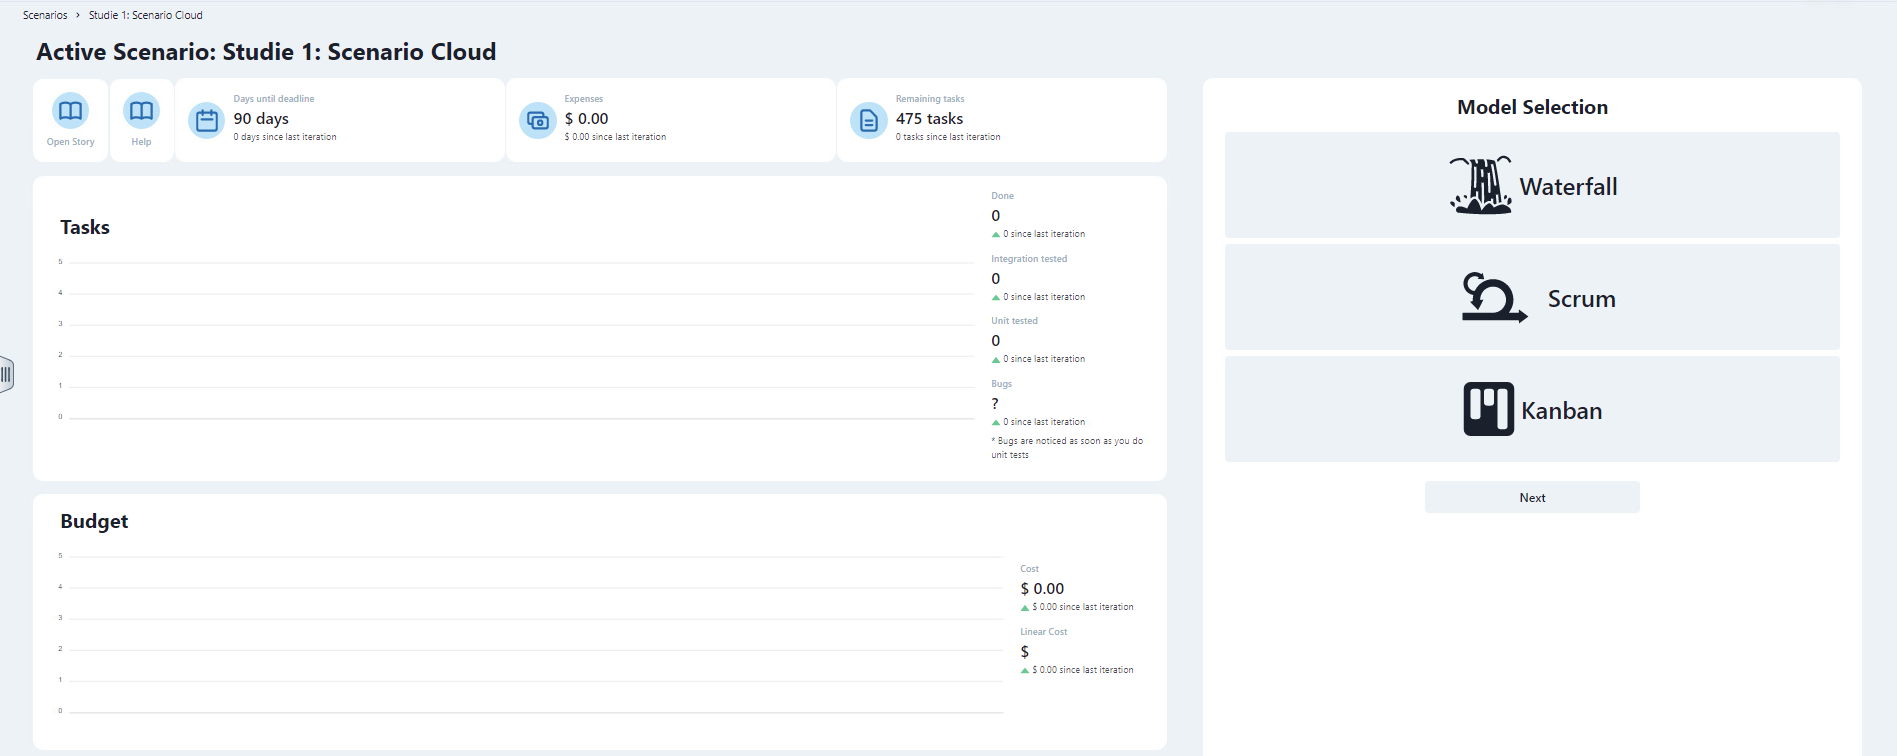 Scenarios › Studie 1: Scenario Cloud
Active Scenario: Studie 1: Scenario Cloud
Open Story
Help
Days until deadline
90 days
0 days since last iteration
Expenses
$ 0.00
$ 0.00 since last iteration
Remaining tasks
475 tasks
0 tasks since last iteration
Tasks
5
4
3
2
1
0
Done
0
0 since last iteration
Integration tested
0
0 since last iteration
Unit tested
0
0 since last iteration
Bugs
?
0 since last iteration
* Bugs are noticed as soon as you do
unit tests
Budget
5
4
3
2
1
0
Cost
$ 0.00
$ 0.00 since last iteration
Linear Cost
$
$ 0.00 since last iteration
Model Selection
Waterfall
Scrum
Kanban
Next